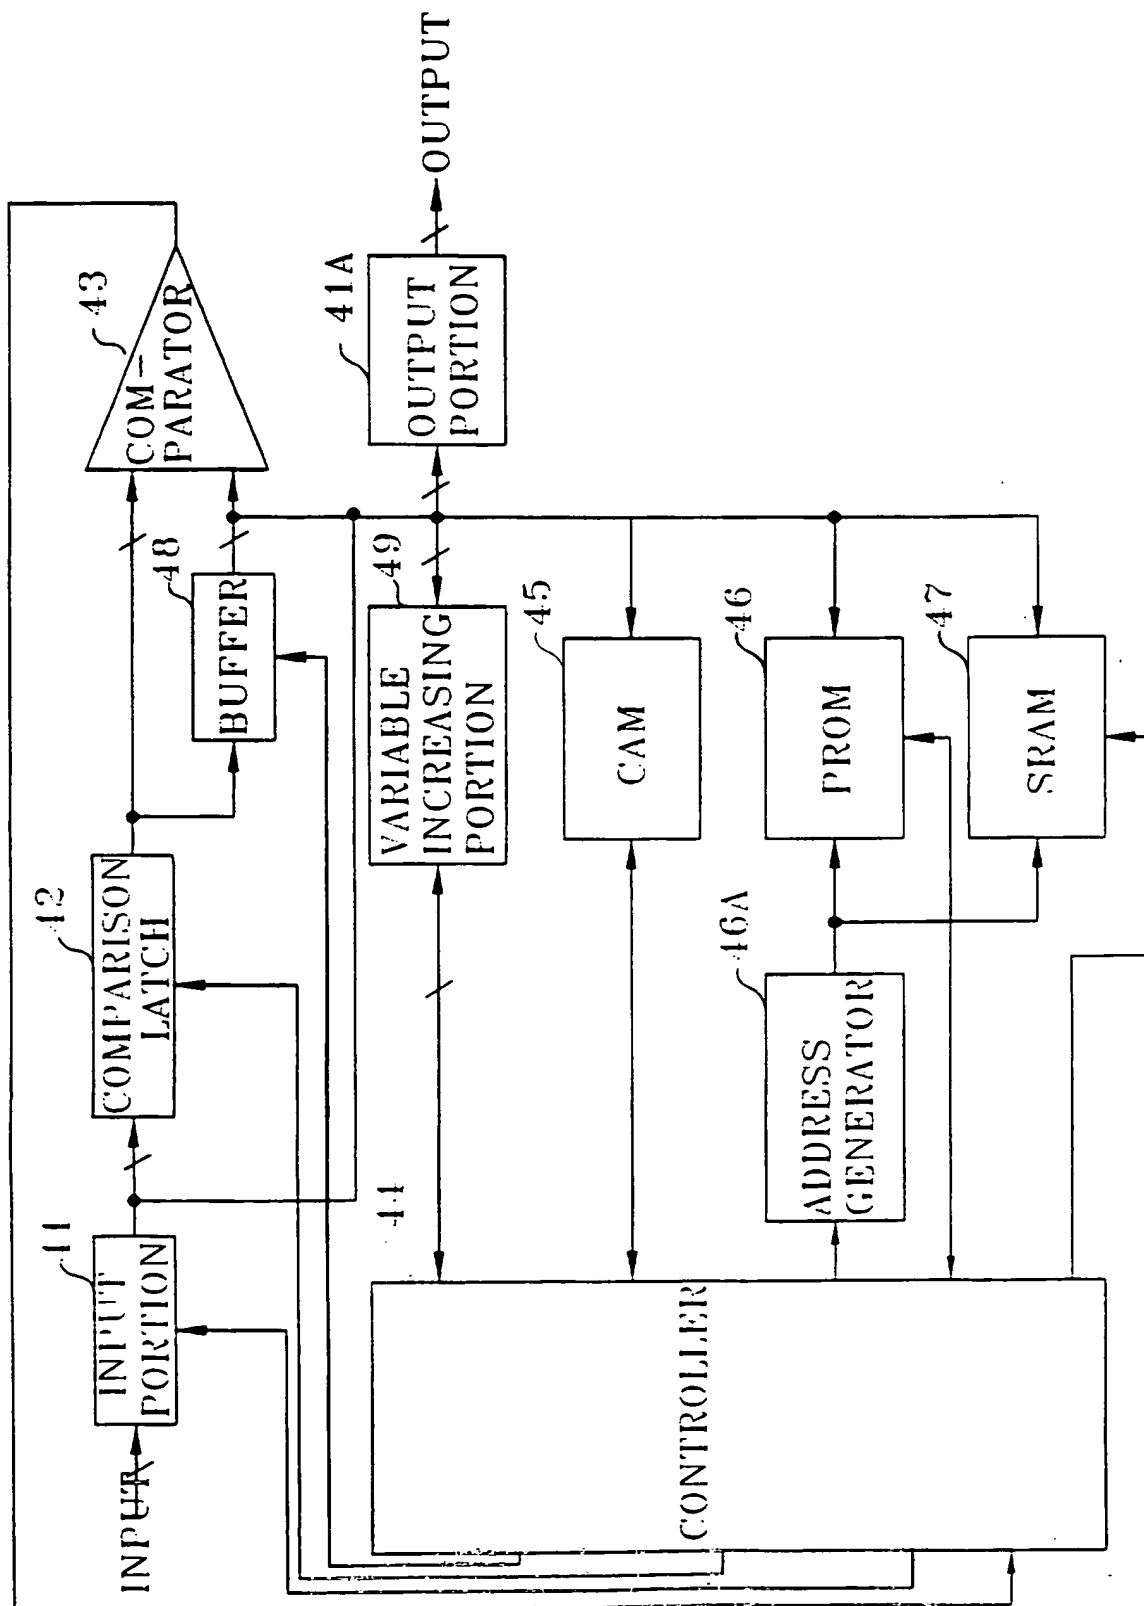 INPUT
INPUT
PORTION
41
COMPARISON
LATCH
42
BUFFER
48
COM-
PARATOR
43
VARIABLE
INCREASING
PORTION
49
OUTPUT
PORTION
41A
OUTPUT
CONTROLLER
44
CAM
45
ADDRESS
GENERATOR
46A
PROM
46
SRAM
47